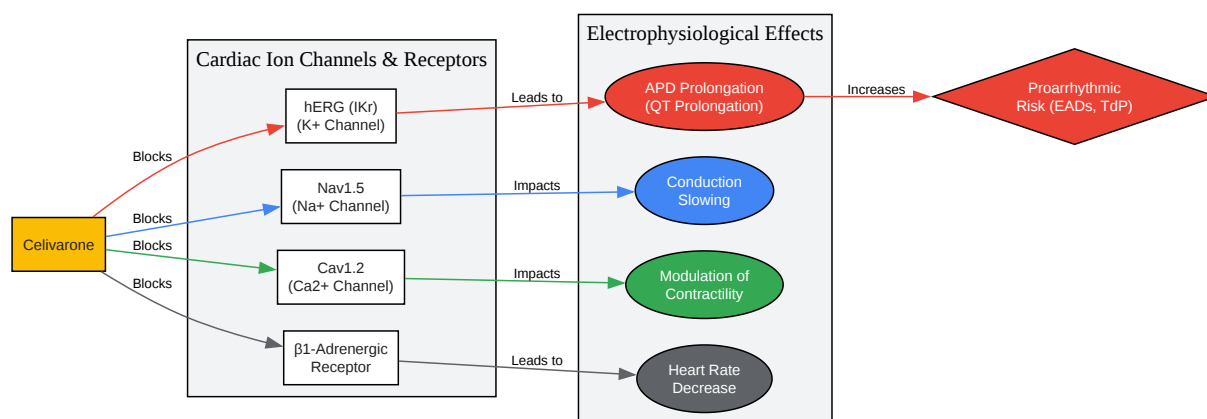 Cardiac Ion Channels & Receptors
Electrophysiological Effects
Celivarone
Blocks
hERG (IKr)
(K+ Channel)
Leads to
APD Prolongation
(QT Prolongation)
Increases
Proarrhythmic
Risk (EADs, TdP)
Blocks
Nav1.5
(Na+ Channel)
Impacts
Conduction
Slowing
Blocks
Cav1.2
(Ca2+ Channel)
Impacts
Modulation of
Contractility
Blocks
β1-Adrenergic
Receptor
Leads to
Heart Rate
Decrease